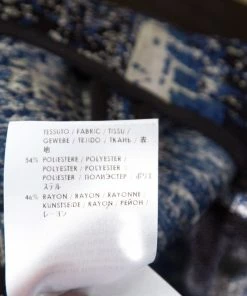 TESSUTO / FABRIC / TISSU /
GEWEBE / TEJIDO / ТКАНЬ / 表
地
54% POLIESTERE / POLYESTER /
POLYESTER / POLYESTER /
POLIESTER / ПОЛИЭСТЕР / ポリエ
ステル
46% RAYON / RAYON / RAYONNE /
KUNSTSEIDE / RAYON / РЕЙОН /
レーヨン